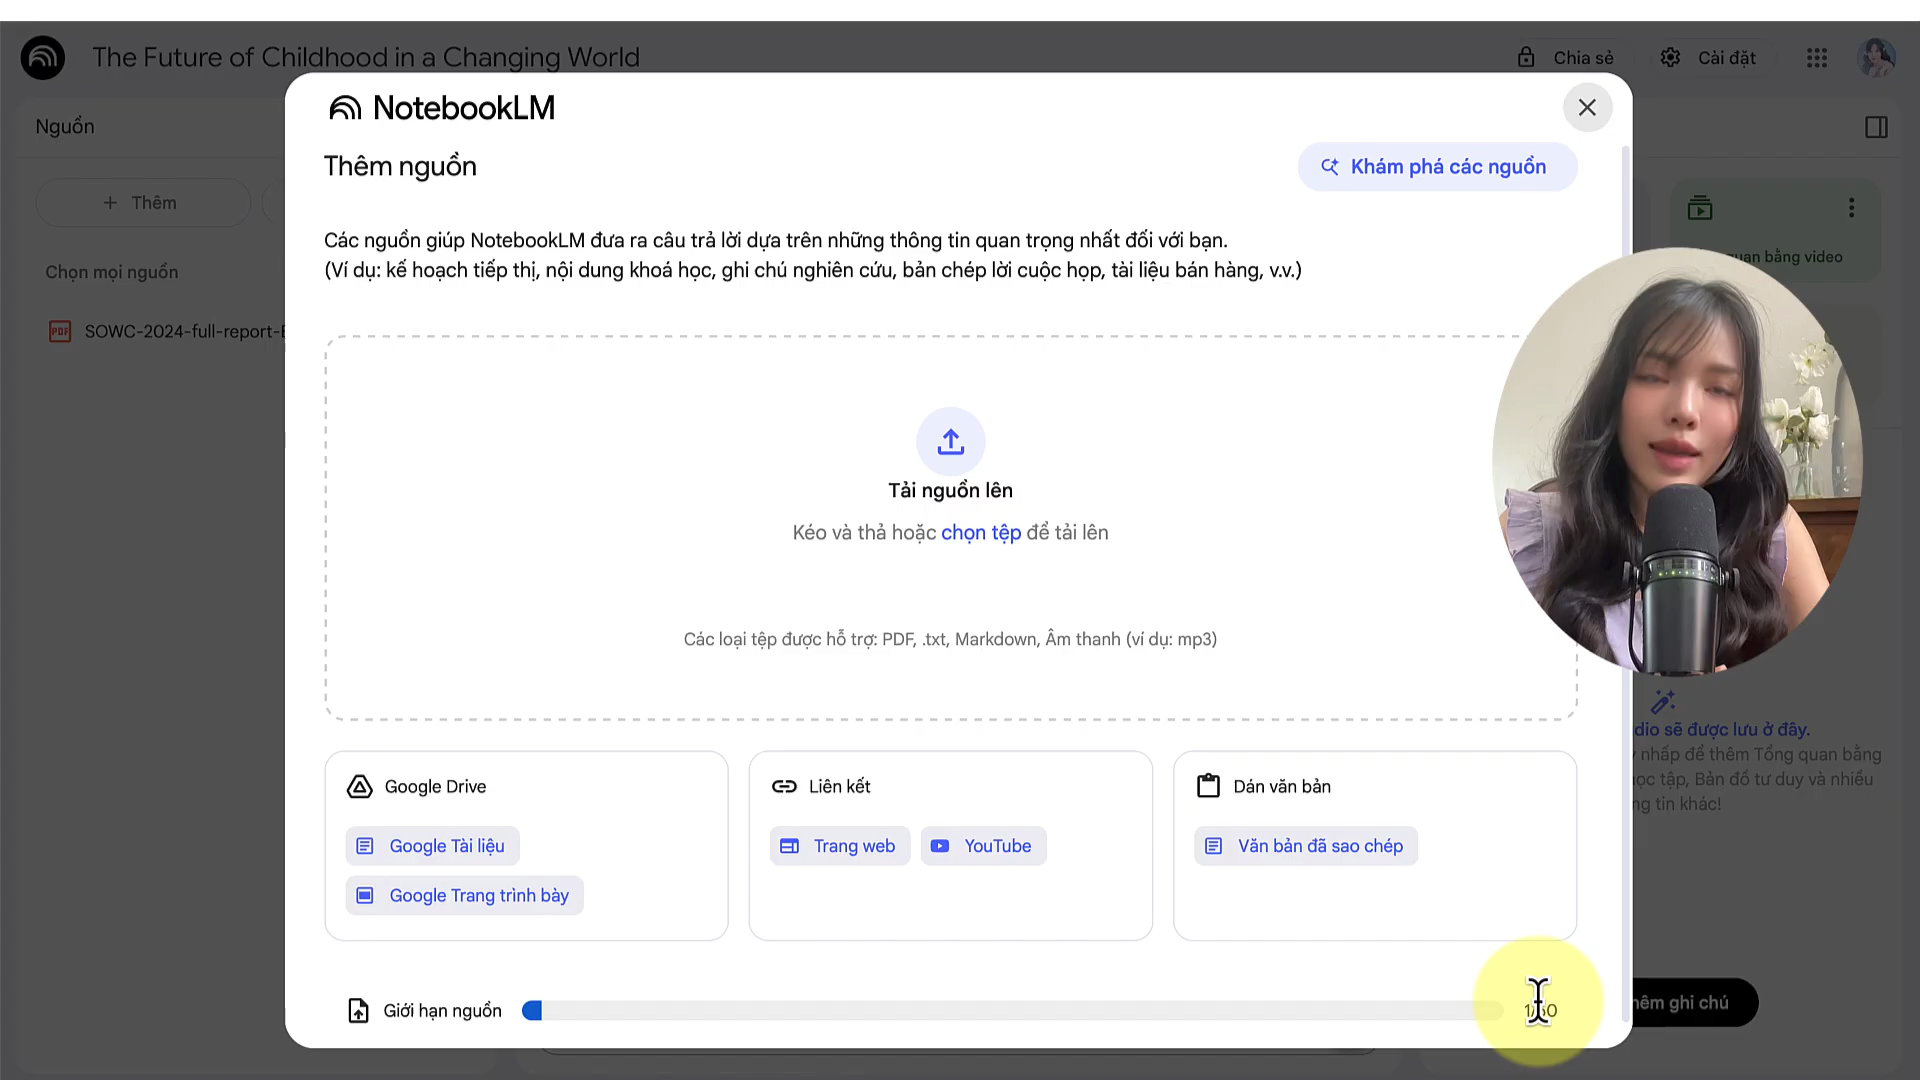 The Future of Childhood in a Changing World
Chia sẻ
Cài đặt
NotebookLM
Nguồn
Thêm nguồn
Khám phá các nguồn
Thêm
Các nguồn giúp NotebookLM đưa ra câu trả lời dựa trên những thông tin quan trọng nhất đối với bạn.
(Ví dụ: kế hoạch tiếp thị, nội dung khoá học, ghi chú nghiên cứu, bản chép lời cuộc họp, tài liệu bán hàng, v.v.)
bằng video
Chọn mọi nguồn
PDF SOWC-2024-full-report-
Tải nguồn lên
Kéo và thả hoặc chọn tệp để tải lên
Các loại tệp được hỗ trợ: PDF, .txt, Markdown, Âm thanh (ví dụ: mp3)
sẽ được lưu ở đây.
nhấp để thêm Tổng quan bằng
học tập, Bản đồ tư duy và nhiều
tin khác!
Google Drive
Google Tài liệu
Google Trang trình bày
Liên kết
Trang web
YouTube
Dán văn bản
Văn bản đã sao chép
Giới hạn nguồn
ghi chú